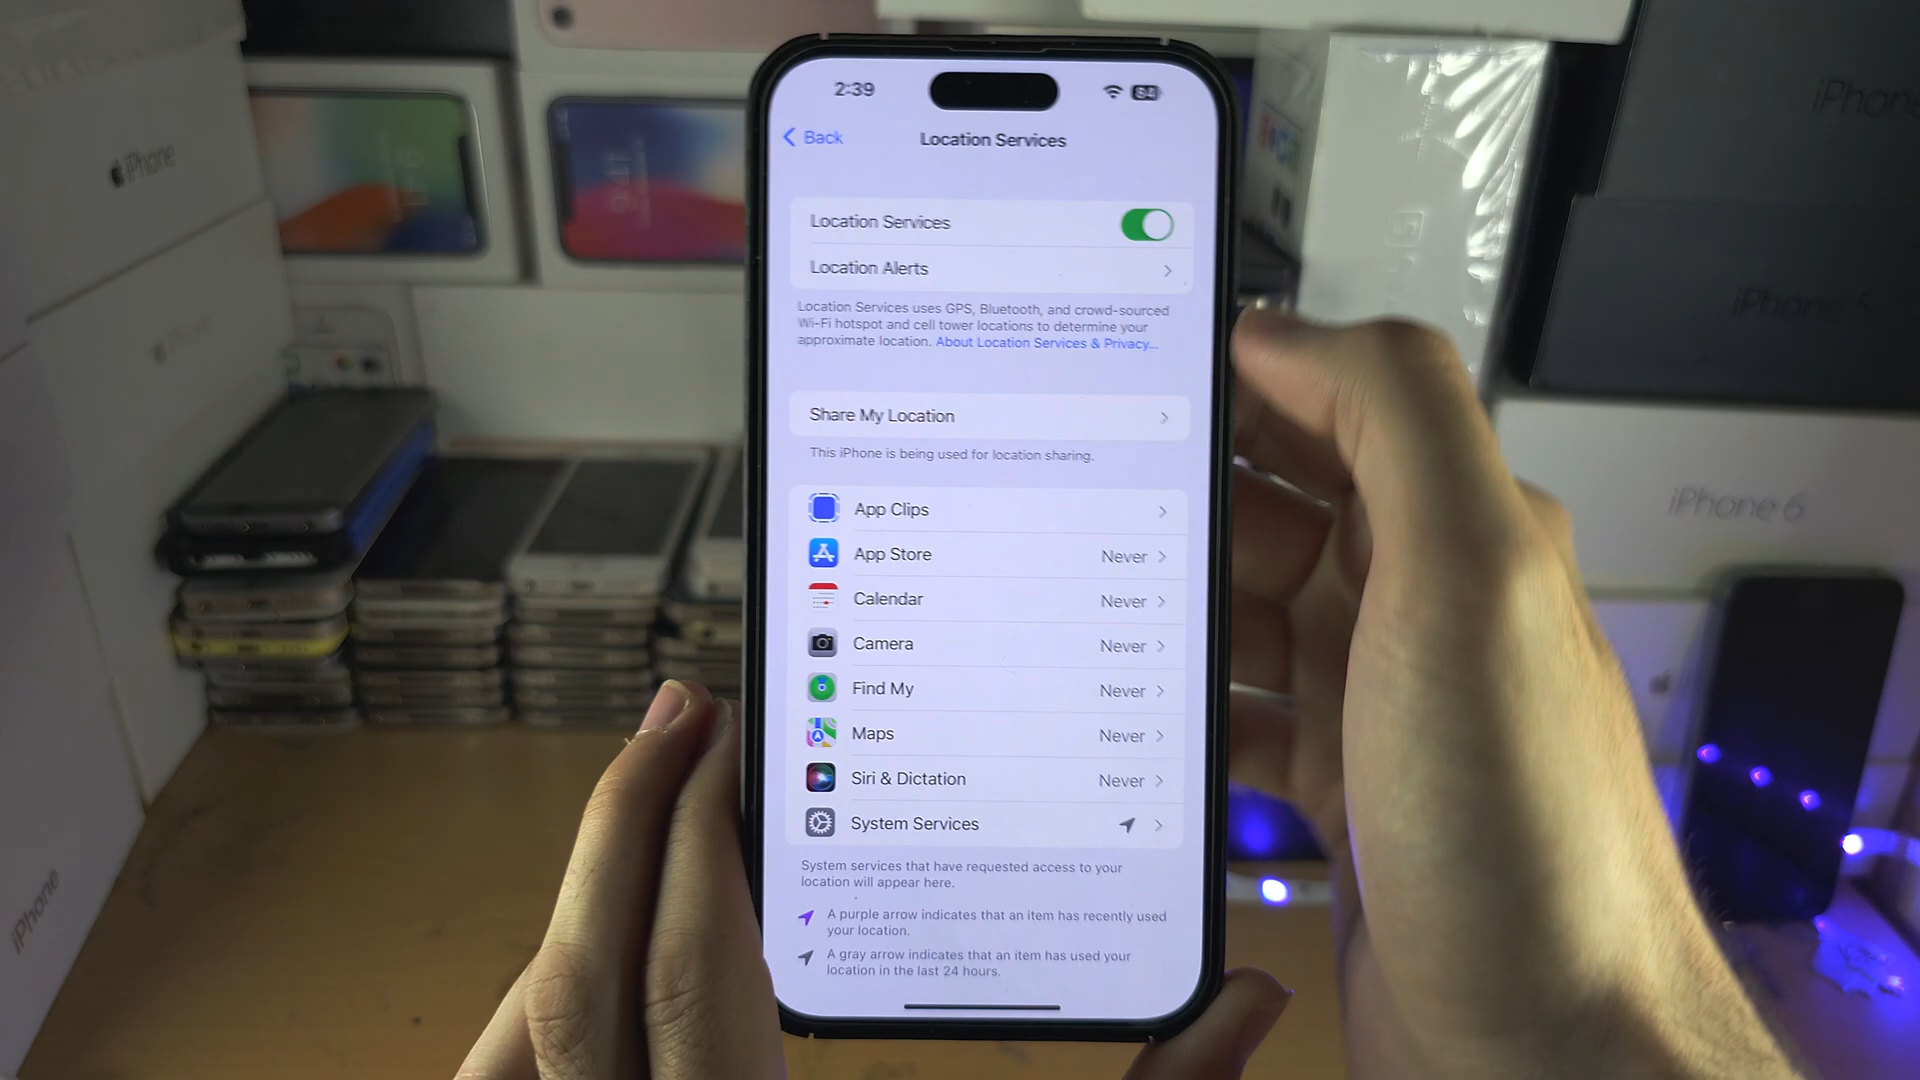 2:39
84
Back
Location Services
Location Services
Location Alerts
Location Services uses GPS, Bluetooth, and crowd-sourced
Wi-Fi hotspot and cell tower locations to determine your
approximate location. About Location Services & Privacy...
Share My Location
This iPhone is being used for location sharing.
App Clips
App Store Never
Calendar Never
Camera Never
Find My Never
Maps Never
Siri & Dictation Never
System Services
System services that have requested access to your
location will appear here.
A purple arrow indicates that an item has recently used
your location.
A gray arrow indicates that an item has used your
location in the last 24 hours.
iPhone
iPhone
iPhone
iPhone
iPhone
iPhone 6